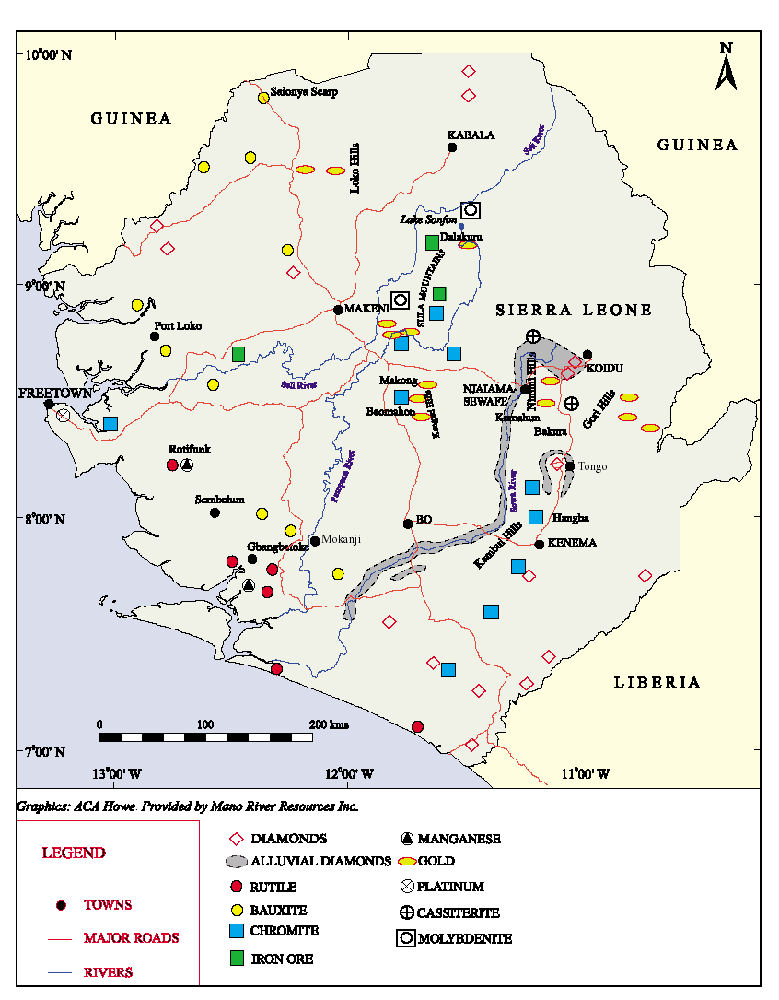 10°00' N
N
Saionya Scarp
GUINEA
KABALA
Seli River
GUINEA
Loko Hills
Lake Sonfon
Dalakuru
9°00' N
SULA MOUNTAINS
MAKENI
SIERRA LEONE
Port Loko
KOIDU
Nimini Hills
Makong
Seli River
FREETOWN
NJAIAMA-
SEWAFE
Gori Hills
Baomahon
Kangari Hills
Komahun
Bakura
Rotifunk
Pampana River
Tongo
Sewa River
Sembehun
8°00' N
BO
Hangha
Mokanji
Kambui Hills
KENEMA
Gbangbatoke
LIBERIA
0 100 200 kms
7°00' N
13°00' W 12°00' W 11°00' W
Graphics: ACA Howe. Provided by Mano River Resources Inc.
LEGEND
TOWNS
MAJOR ROADS
RIVERS
DIAMONDS
ALLUVIAL DIAMONDS
RUTILE
BAUXITE
CHROMITE
IRON ORE
MANGANESE
GOLD
PLATINUM
CASSITERITE
MOLYBDENITE